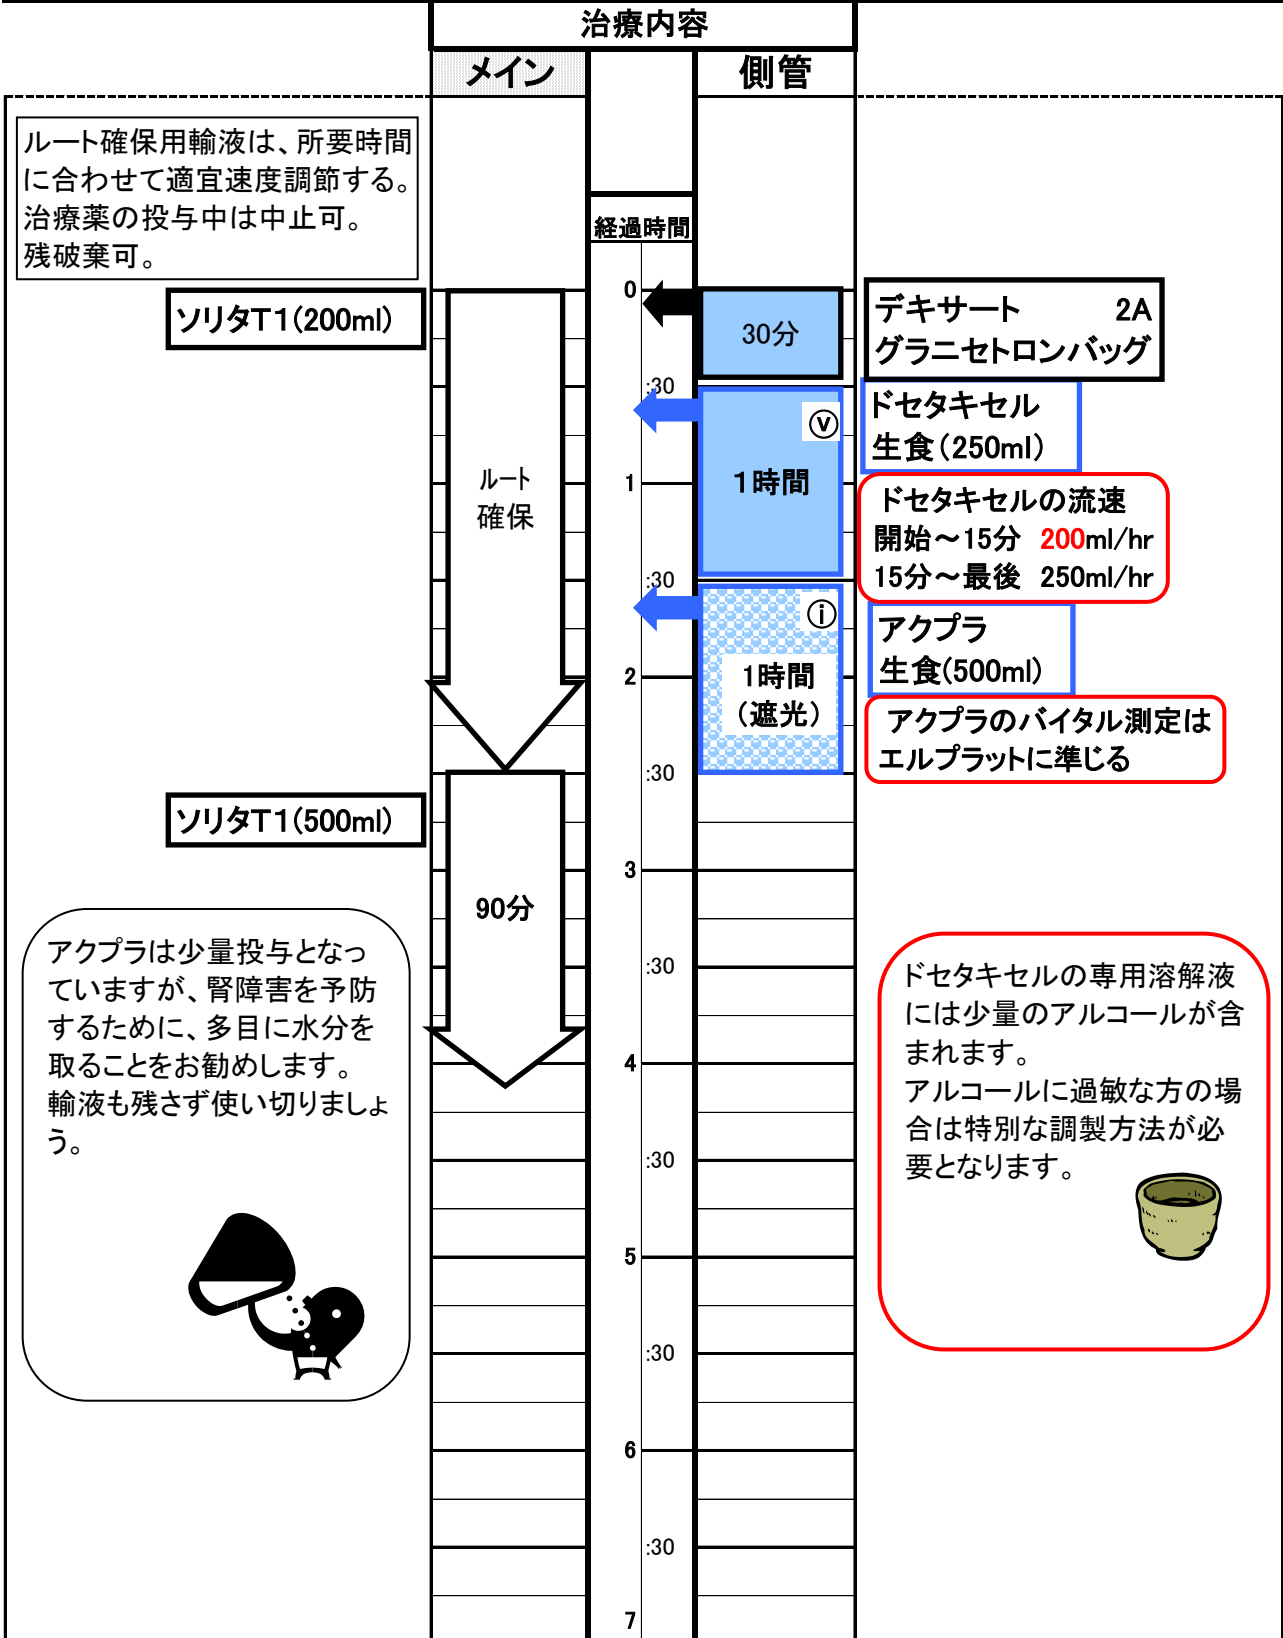 治療内容
メイン
側管
ルート確保用輸液は、所要時間
に合わせて適宜速度調節する。
治療薬の投与中は中止可。
残破棄可。
経過時間
0
ソリタT1(200ml)
30分
デキサート 2A
グラニセトロンバッグ
:30
ⓥ
ドセタキセル
生食(250ml)
ルート
確保
1
1時間
ドセタキセルの流速
開始～15分 200ml/hr
15分～最後 250ml/hr
:30
ⓘ
アクプラ
生食(500ml)
2
1時間
(遮光)
アクプラのバイタル測定は
エルプラットに準じる
:30
ソリタT1(500ml)
3
90分
アクプラは少量投与となっ
ていますが、腎障害を予防
するために、多目に水分を
取ることをお勧めします。
輸液も残さず使い切りましょ
う。
:30
ドセタキセルの専用溶解液
には少量のアルコールが含
まれます。
アルコールに過敏な方の場
合は特別な調製方法が必
要となります。
4
:30
5
:30
6
:30
7